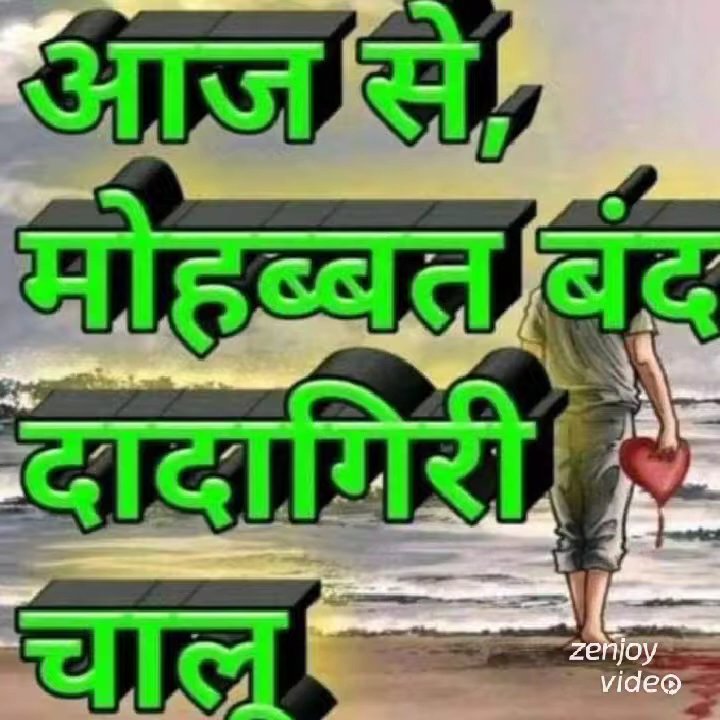 आज से,
मोहब्बत बंद
दादागिरी
चालू
zenjoy
video